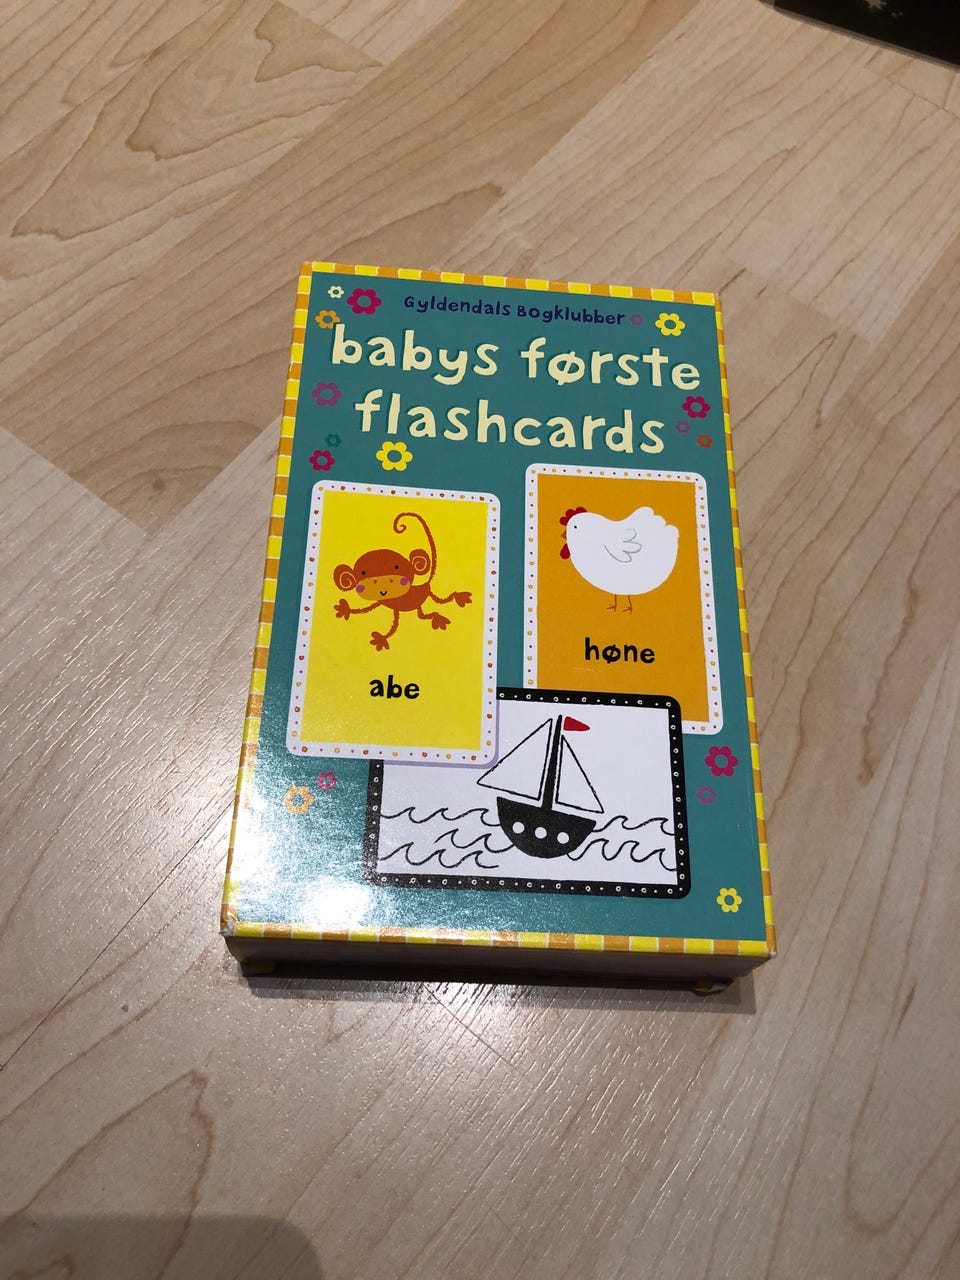 Gyldendals Bogklubber
babys første
flashcards
abe
høne